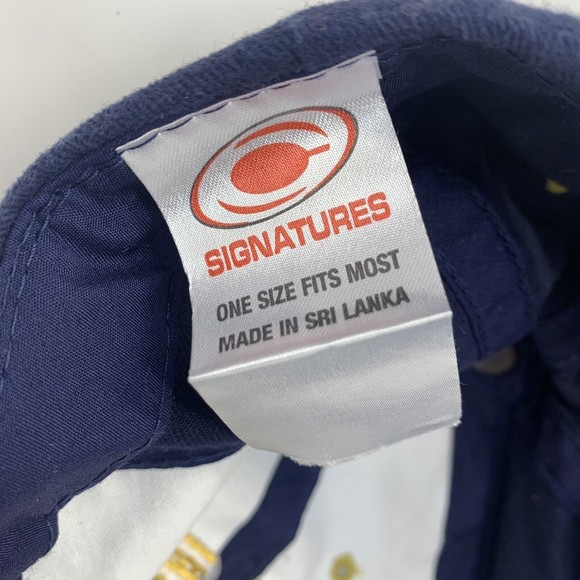 SIGNATURES
ONE SIZE FITS MOST
MADE IN SRI LANKA